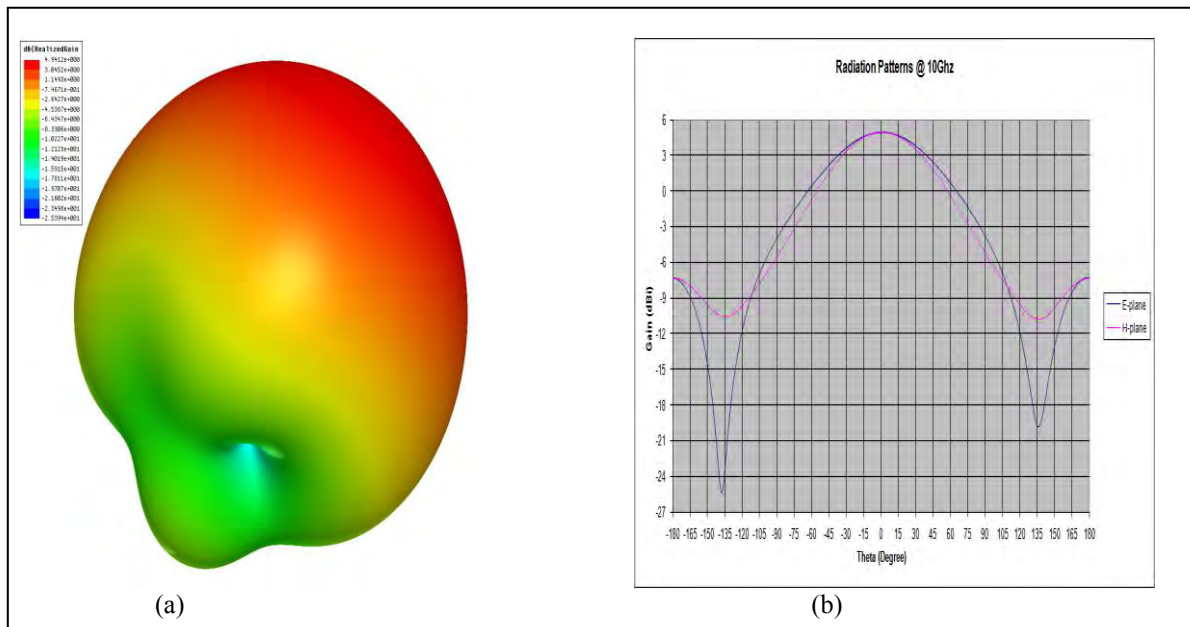 dB(RealizedGain
4.9412e+000
3.0452e+000
1.1493e+000
-7.4671e-001
-2.6427e+000
-4.5387e+000
-6.4347e+000
-8.3306e+000
-1.0227e+001
-1.2123e+001
-1.4019e+001
-1.5915e+001
-1.7811e+001
-1.9707e+001
-2.1602e+001
-2.3498e+001
-2.5394e+001
(a)
Radiation Patterns @ 10Ghz
6
3
0
-3
-6
-9
-12
-15
-18
-21
-24
-27
Gain (dBi)
-180 -165 -150 -135 -120 -105 -90 -75 -60 -45 -30 -15 0 15 30 45 60 75 90 105 120 135 150 165 180
Theta (Degree)
E-plane
H-plane
(b)